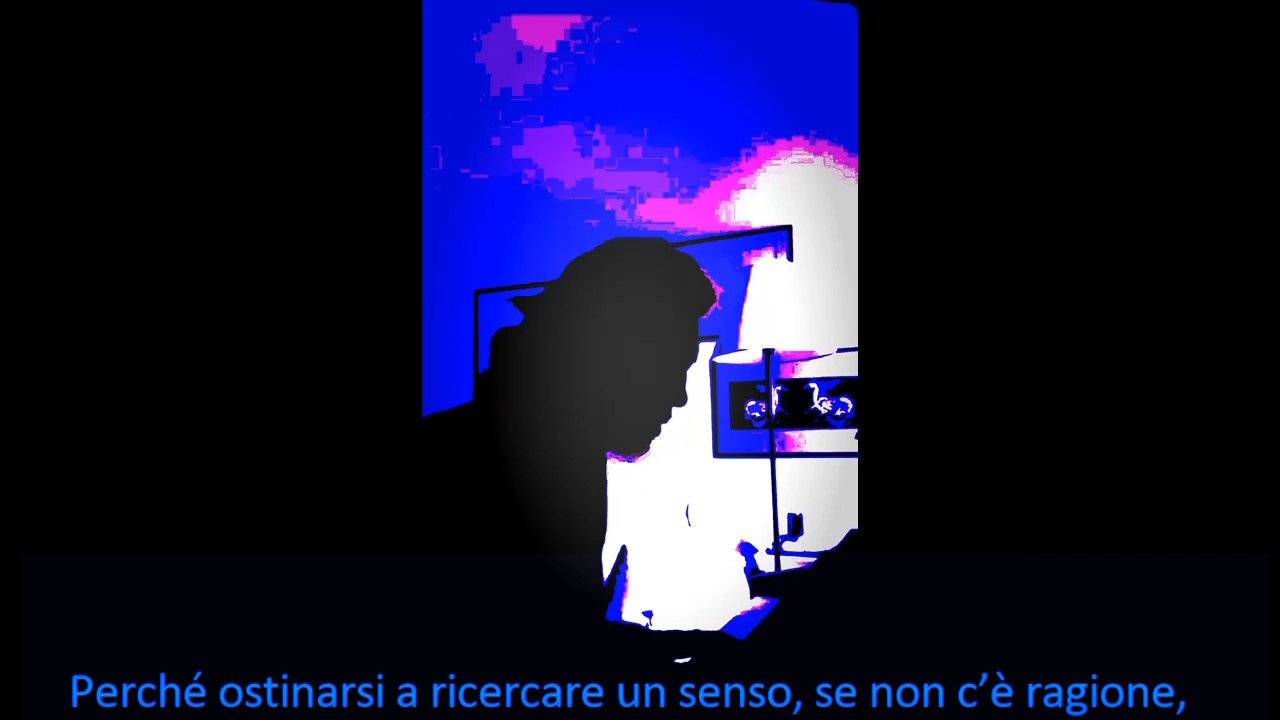 Perché ostinarsi a ricercare un senso, se non c’è ragione,